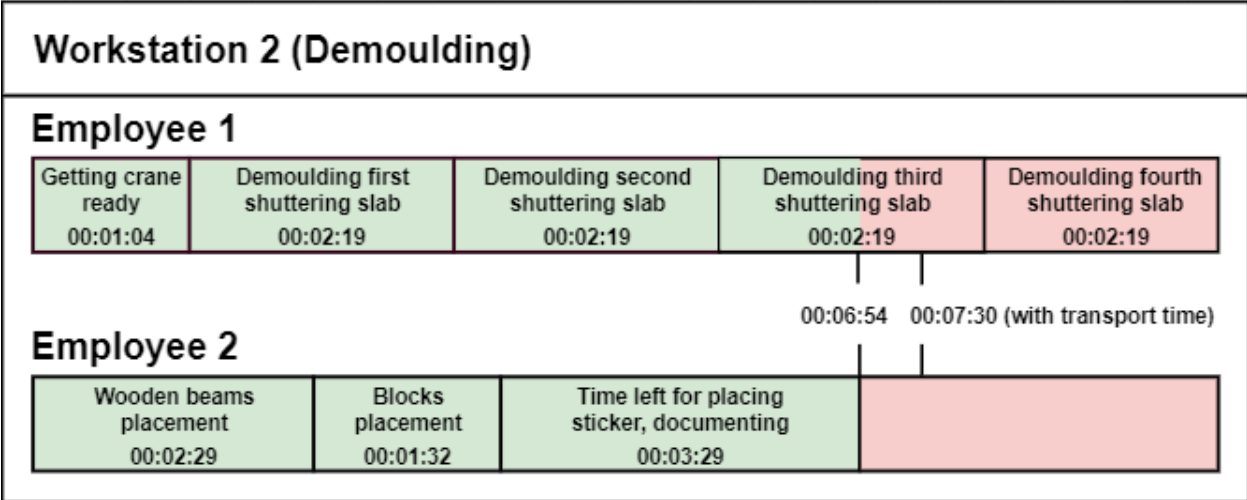 Workstation 2 (Demoulding)
Employee 1
Getting crane
ready
00:01:04
Demoulding first
shuttering slab
00:02:19
Demoulding second
shuttering slab
00:02:19
Demoulding third
shuttering slab
00:02:19
Demoulding fourth
shuttering slab
00:02:19
00:06:54
00:07:30 (with transport time)
Employee 2
Wooden beams
placement
00:02:29
Blocks
placement
00:01:32
Time left for placing
sticker, documenting
00:03:29